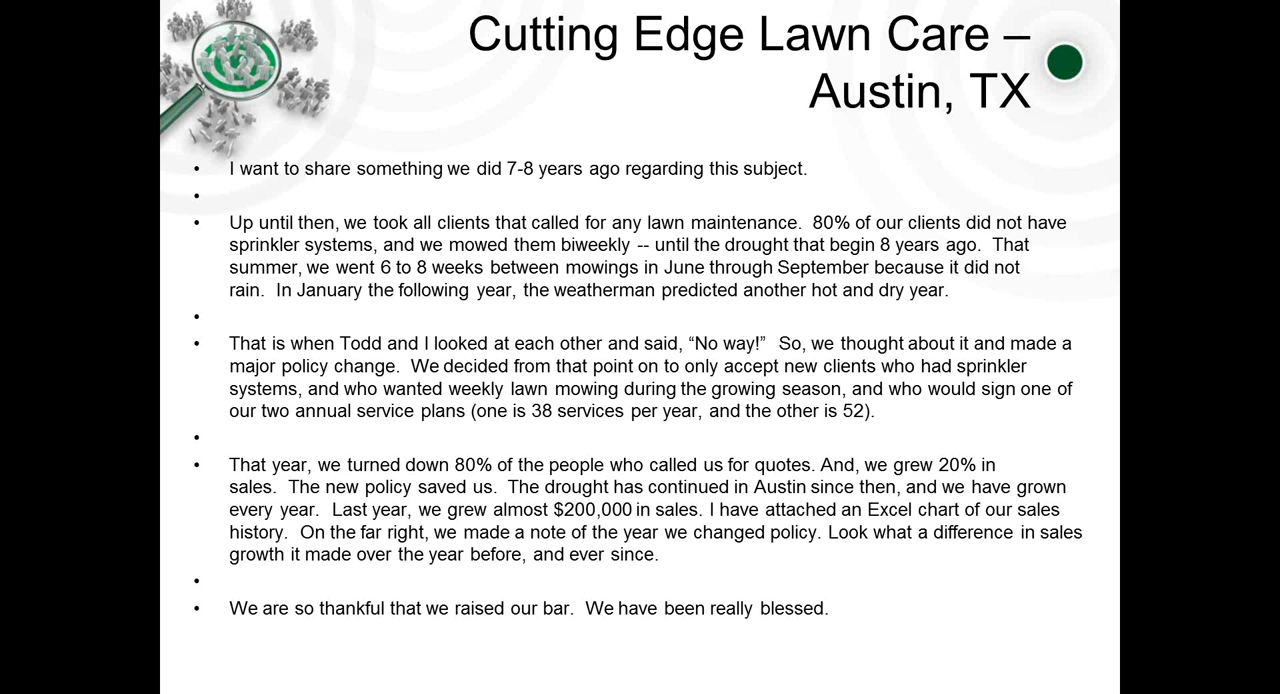 Cutting Edge Lawn Care –
Austin, TX
• I want to share something we did 7-8 years ago regarding this subject.
•
• Up until then, we took all clients that called for any lawn maintenance.  80% of our clients did not have
sprinkler systems, and we mowed them biweekly -- until the drought that begin 8 years ago.  That
summer, we went 6 to 8 weeks between mowings in June through September because it did not
rain.  In January the following year, the weatherman predicted another hot and dry year.
•
• That is when Todd and I looked at each other and said, “No way!”  So, we thought about it and made a
major policy change.  We decided from that point on to only accept new clients who had sprinkler
systems, and who wanted weekly lawn mowing during the growing season, and who would sign one of
our two annual service plans (one is 38 services per year, and the other is 52).
•
• That year, we turned down 80% of the people who called us for quotes. And, we grew 20% in
sales.  The new policy saved us.  The drought has continued in Austin since then, and we have grown
every year.  Last year, we grew almost $200,000 in sales. I have attached an Excel chart of our sales
history.  On the far right, we made a note of the year we changed policy. Look what a difference in sales
growth it made over the year before, and ever since.
•
• We are so thankful that we raised our bar.  We have been really blessed.